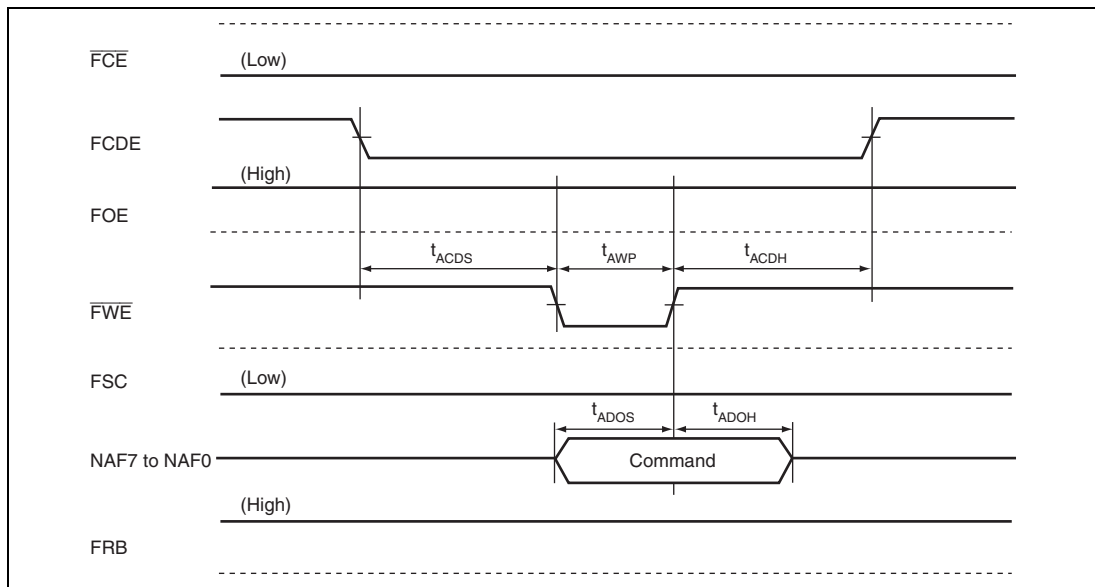 FCE (Low)
FCDE
(High)
FOE
tACDS tAWP tACDH
FWE
FSC (Low)
tADOS tADOH
NAF7 to NAF0 Command
(High)
FRB